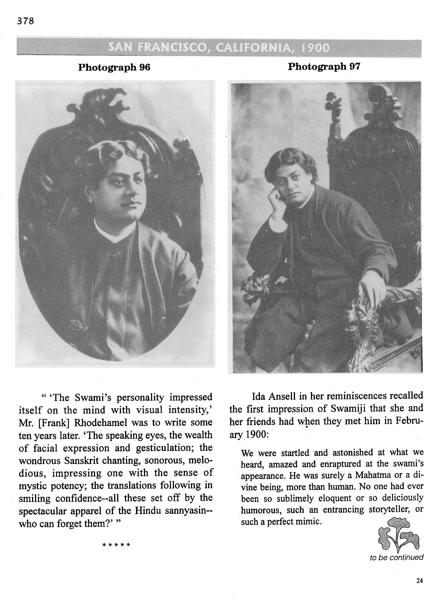 378
SAN FRANCISCO, CALIFORNIA, 1900
Photograph 96
Photograph 97
" 'The Swami's personality impressed
itself on the mind with visual intensity,'
Mr. [Frank] Rhodehamel was to write some
ten years later. 'The speaking eyes, the wealth
of facial expression and gesticulation; the
wondrous Sanskrit chanting, sonorous, melo-
dious, impressing one with the sense of
mystic potency; the translations following in
smiling confidence--all these set off by the
spectacular apparel of the Hindu sannyasin--
who can forget them?' "
*****
Ida Ansell in her reminiscences recalled
the first impression of Swamiji that she and
her friends had when they met him in Febru-
ary 1900:
We were startled and astonished at what we
heard, amazed and enraptured at the swami's
appearance. He was surely a Mahatma or a di-
vine being, more than human. No one had ever
been so sublimely eloquent or so deliciously
humorous, such an entrancing storyteller, or
such a perfect mimic.
to be continued
24